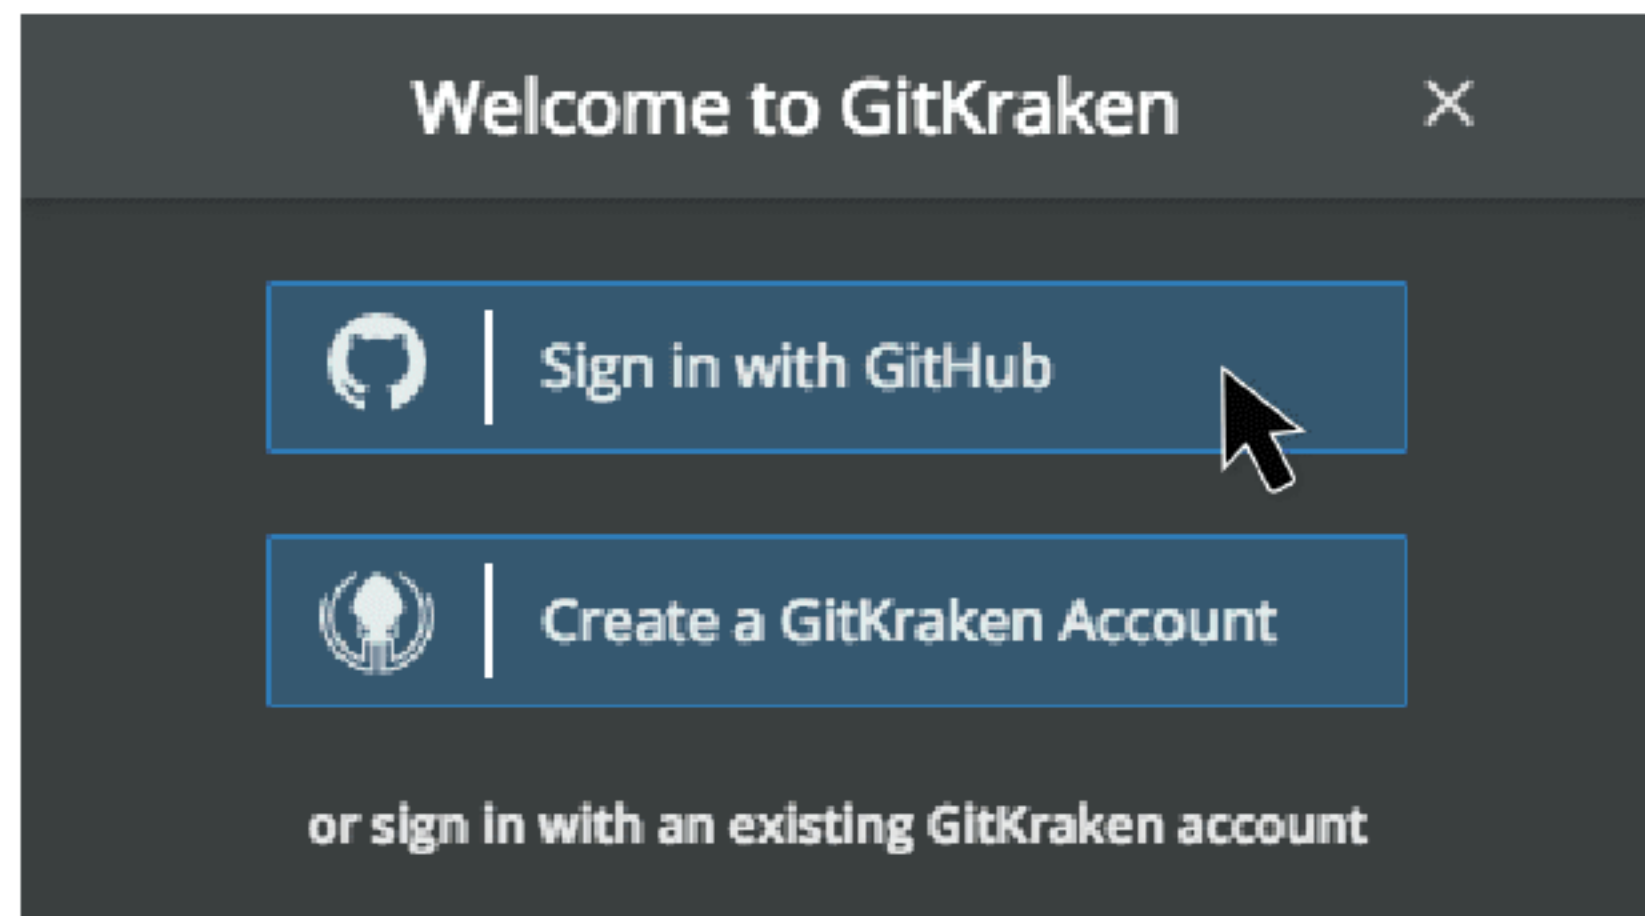 Welcome to GitKraken
Sign in with GitHub
Create a GitKraken Account
or sign in with an existing GitKraken account